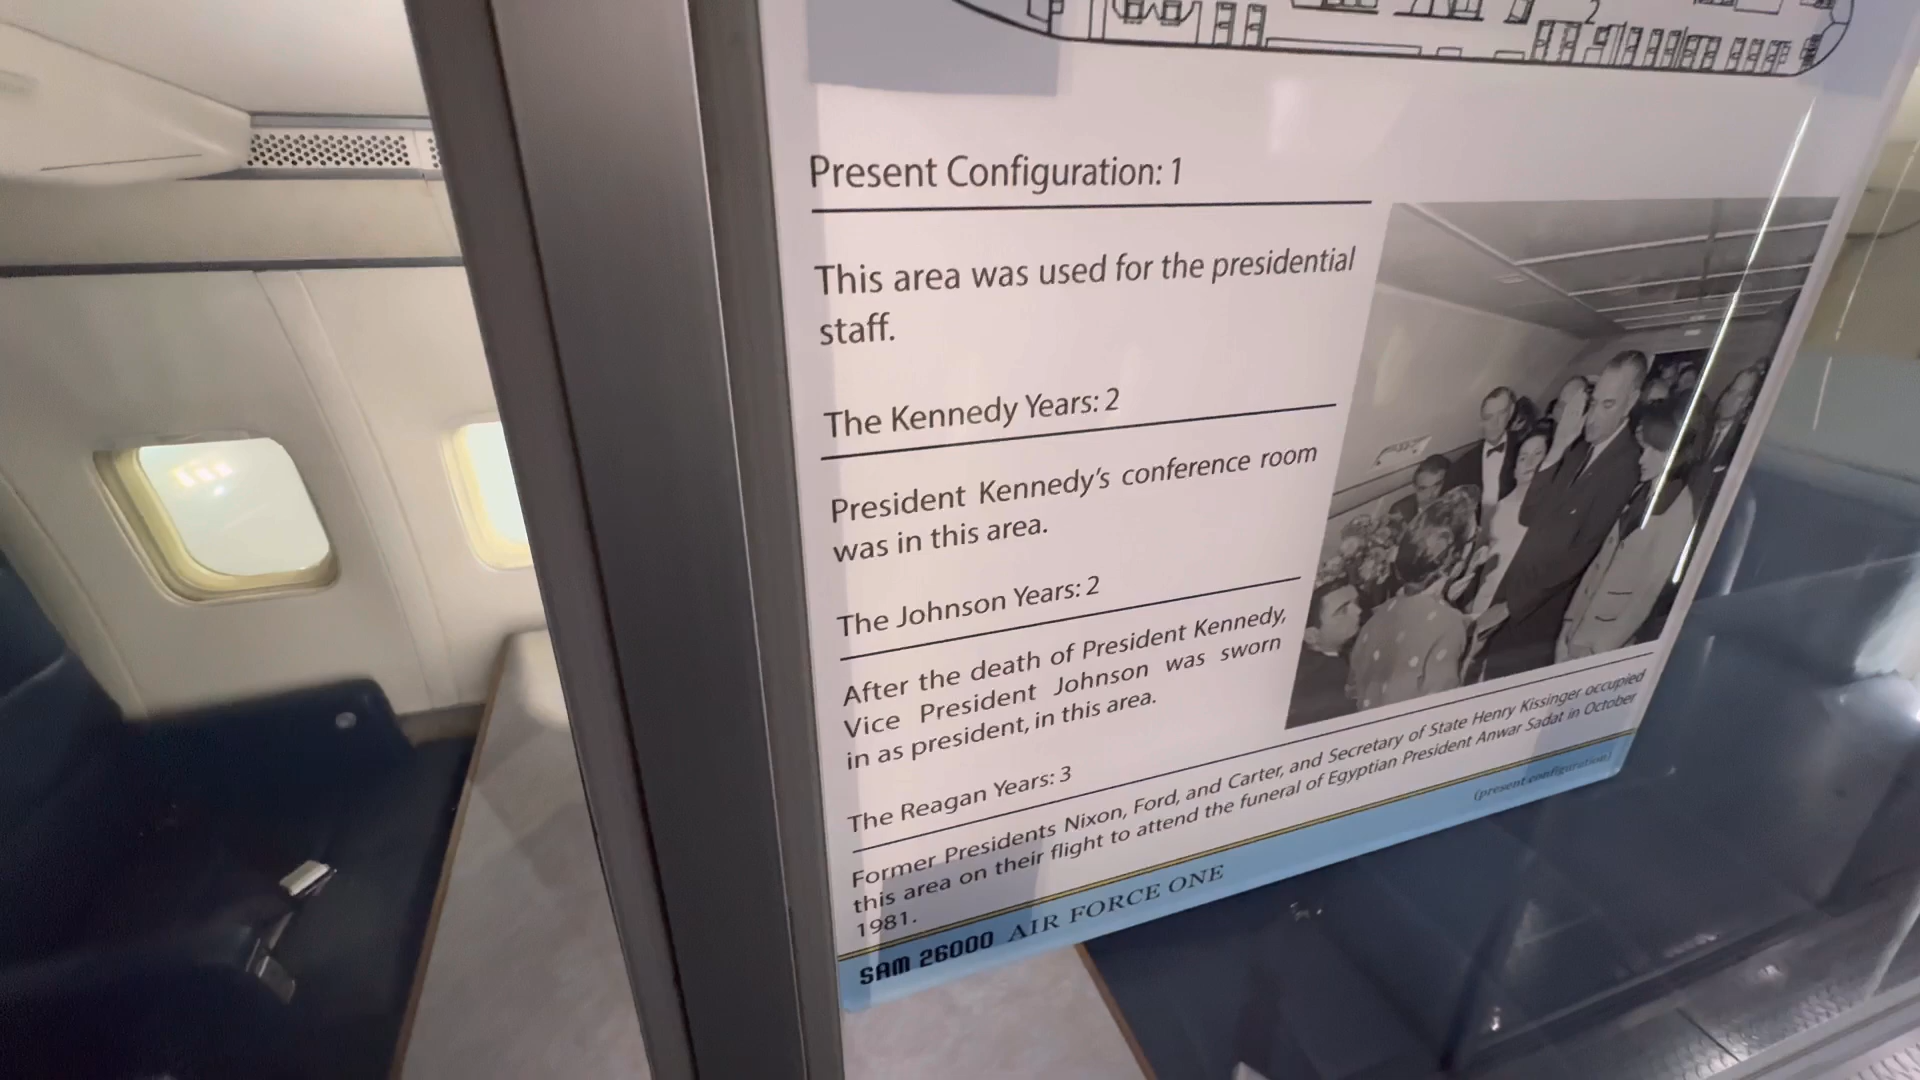 2
Present Configuration: 1
This area was used for the presidential
staff.
The Kennedy Years: 2
President Kennedy's conference room
was in this area.
The Johnson Years: 2
After the death of President Kennedy,
Vice President Johnson was sworn
in as president, in this area.
The Reagan Years: 3
Former Presidents Nixon, Ford, and Carter, and Secretary of State Henry Kissinger occupied
this area on their flight to attend the funeral of Egyptian President Anwar Sadat in October
1981.
(present configuration)
SAM 26000 AIR FORCE ONE